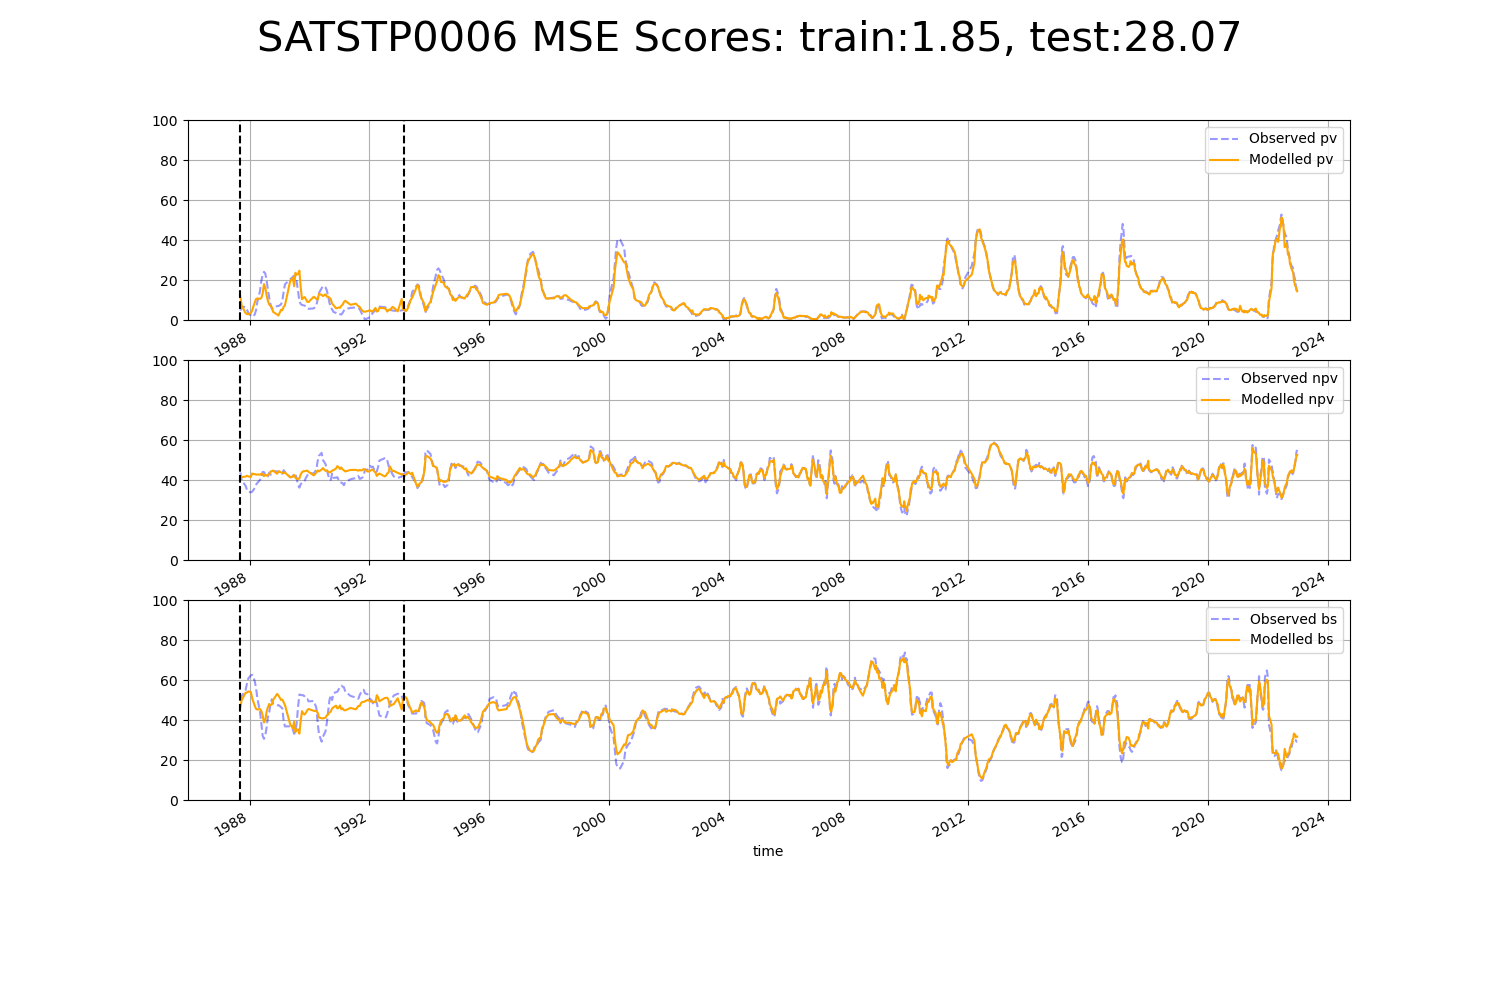 SATSTP0006 MSE Scores: train:1.85, test:28.07
100
80
60
40
20
0
Observed pv
Modelled pv
1988 1992 1996 2000 2004 2008 2012 2016 2020 2024
100
80
60
40
20
0
Observed npv
Modelled npv
1988 1992 1996 2000 2004 2008 2012 2016 2020 2024
100
80
60
40
20
0
Observed bs
Modelled bs
1988 1992 1996 2000 2004 2008 2012 2016 2020 2024
time